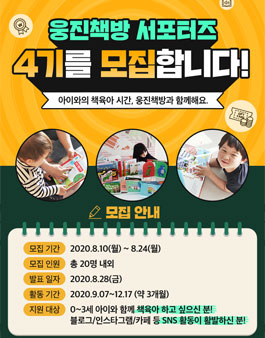 웅진책방 서포터즈
4기를 모집합니다!
아이와의 책육아 시간, 웅진책방과 함께해요.
모집 안내
모집 기간 2020.8.10(월) ~ 8.24(월)
모집 인원 총 20명 내외
발표 일자 2020.8.28(금)
활동 기간 2020.9.07~12.17 (약 3개월)
지원 대상 0~3세 아이와 함께 책육아 하고 싶으신 분!
블로그/인스타그램/카페 등 SNS 활동이 활발하신 분!